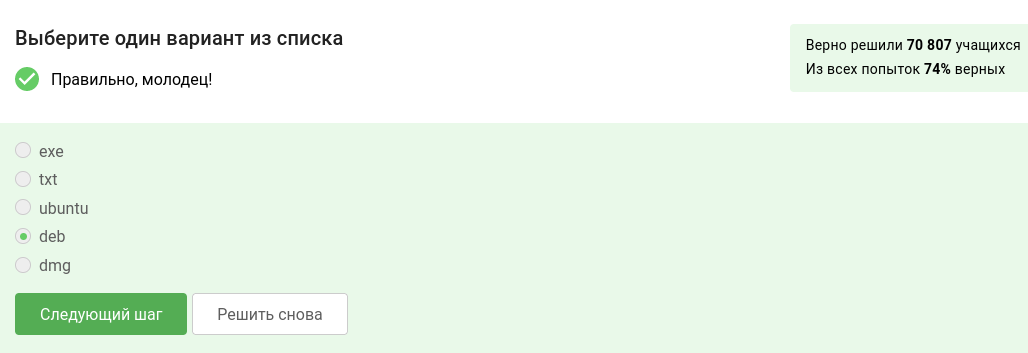 Выберите один вариант из списка
Правильно, молодец!
Верно решили 70 807 учащихся
Из всех попыток 74% верных
exe
txt
ubuntu
deb
dmg
Следующий шаг
Решить снова